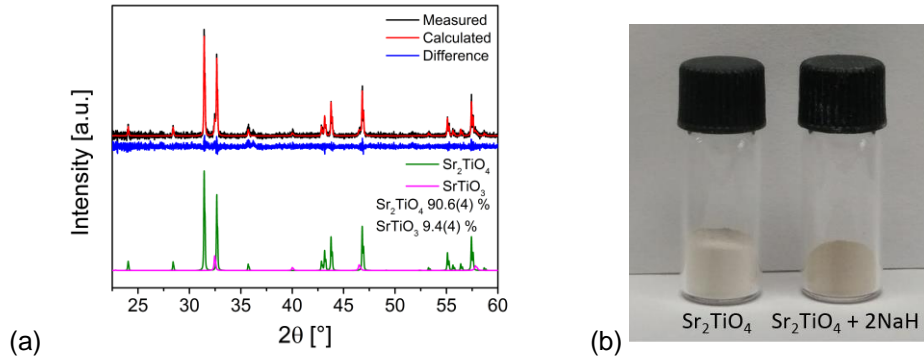 Measured
Calculated
Difference
Intensity [a.u.]
Sr₂TiO₄
SrTiO₃
Sr₂TiO₄ 90.6(4) %
SrTiO₃ 9.4(4) %
25 30 35 40 45 50 55 60
2θ [°]
(a)
Sr₂TiO₄ Sr₂TiO₄ + 2NaH
(b)